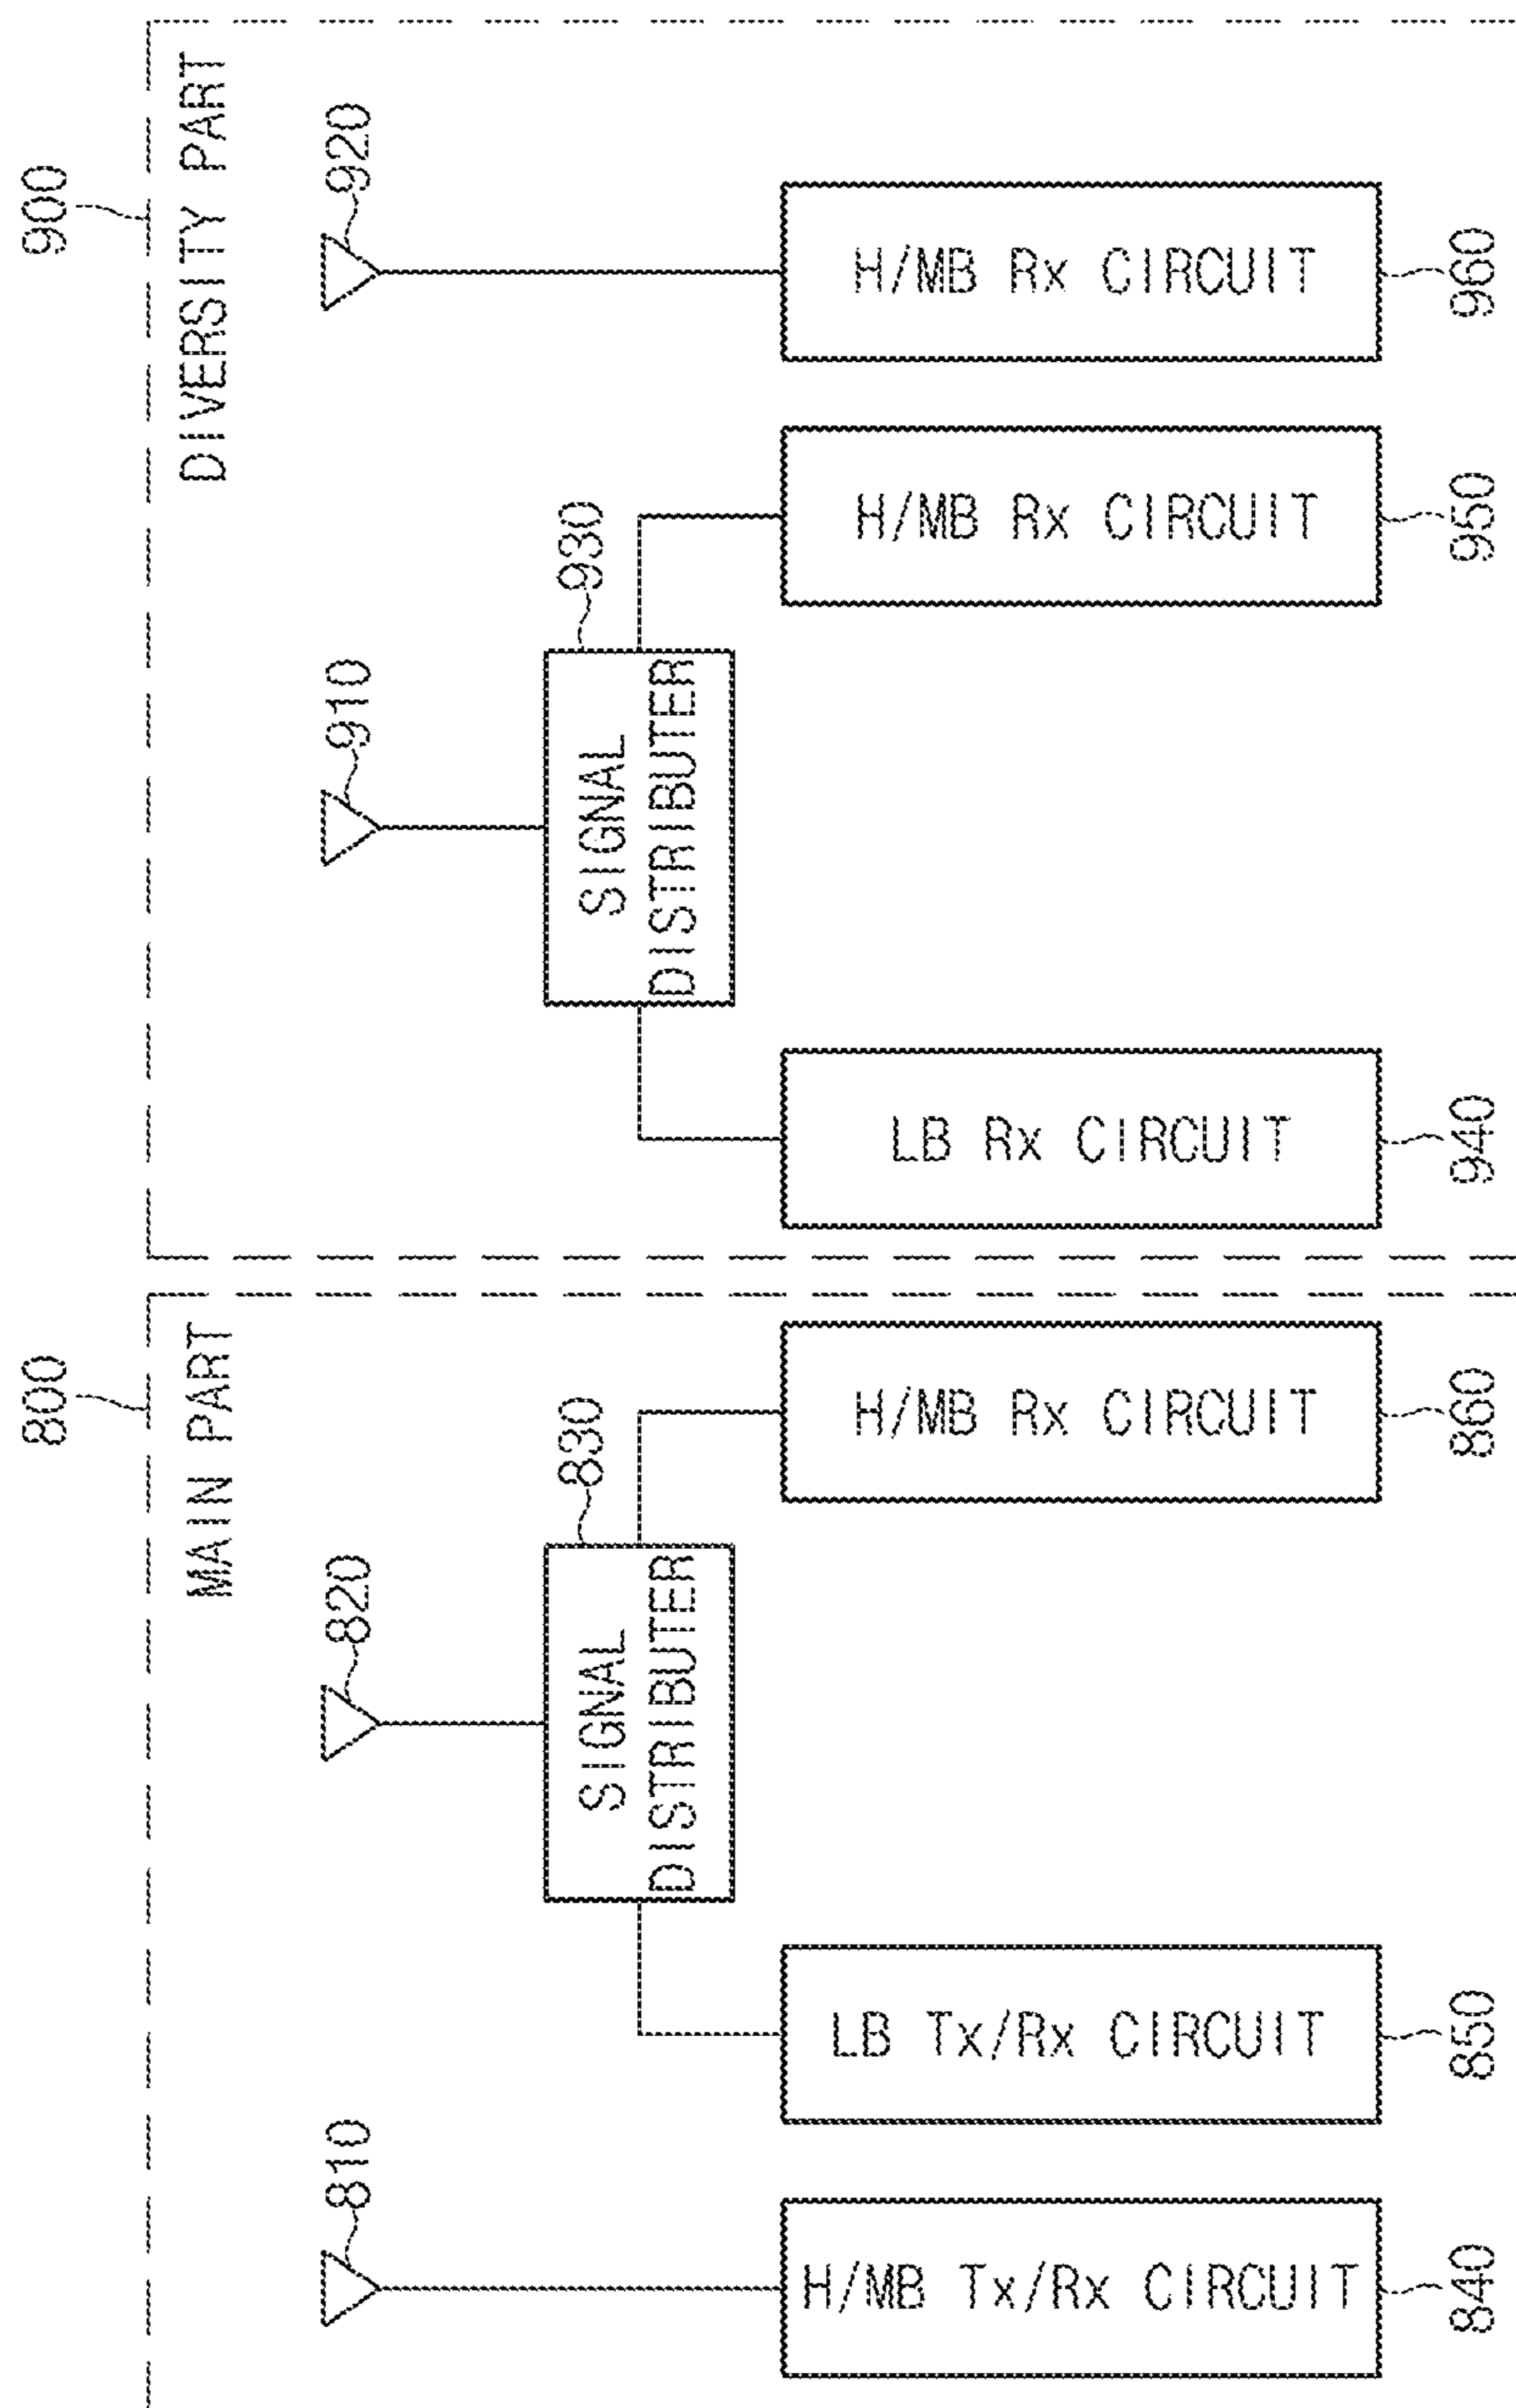 800
900
MAIN PART
DIVERSITY PART
810
820
910
920
830
930
SIGNAL
DISTRIBUTER
SIGNAL
DISTRIBUTER
H/MB Tx/Rx CIRCUIT
LB Tx/Rx CIRCUIT
H/MB Rx CIRCUIT
LB Rx CIRCUIT
H/MB Rx CIRCUIT
H/MB Rx CIRCUIT
840
850
860
940
950
960